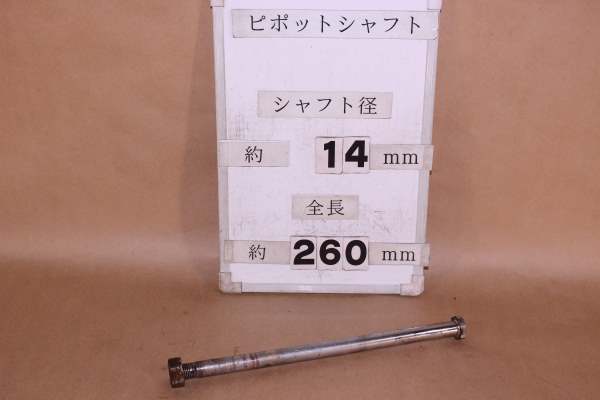 ピボットシャフト
シャフト径
約 14 mm
全長
約 260 mm